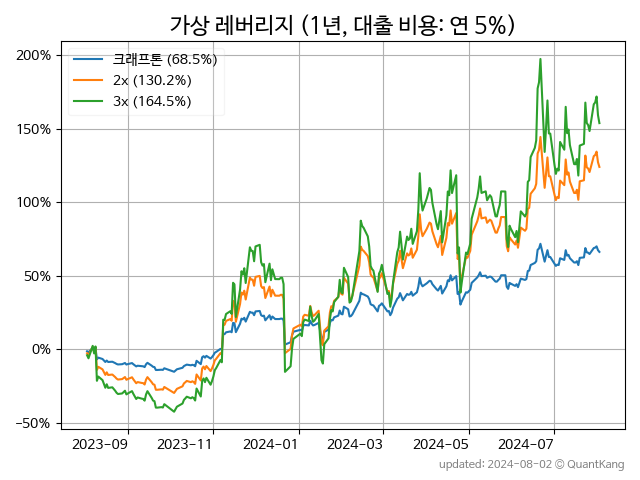 가상 레버리지 (1년, 대출 비용: 연 5%)
크래프톤 (68.5%)
2x (130.2%)
3x (164.5%)
200%
150%
100%
50%
0%
−50%
2023-09
2023-11
2024-01
2024-03
2024-05
2024-07
updated: 2024-08-02 © QuantKang